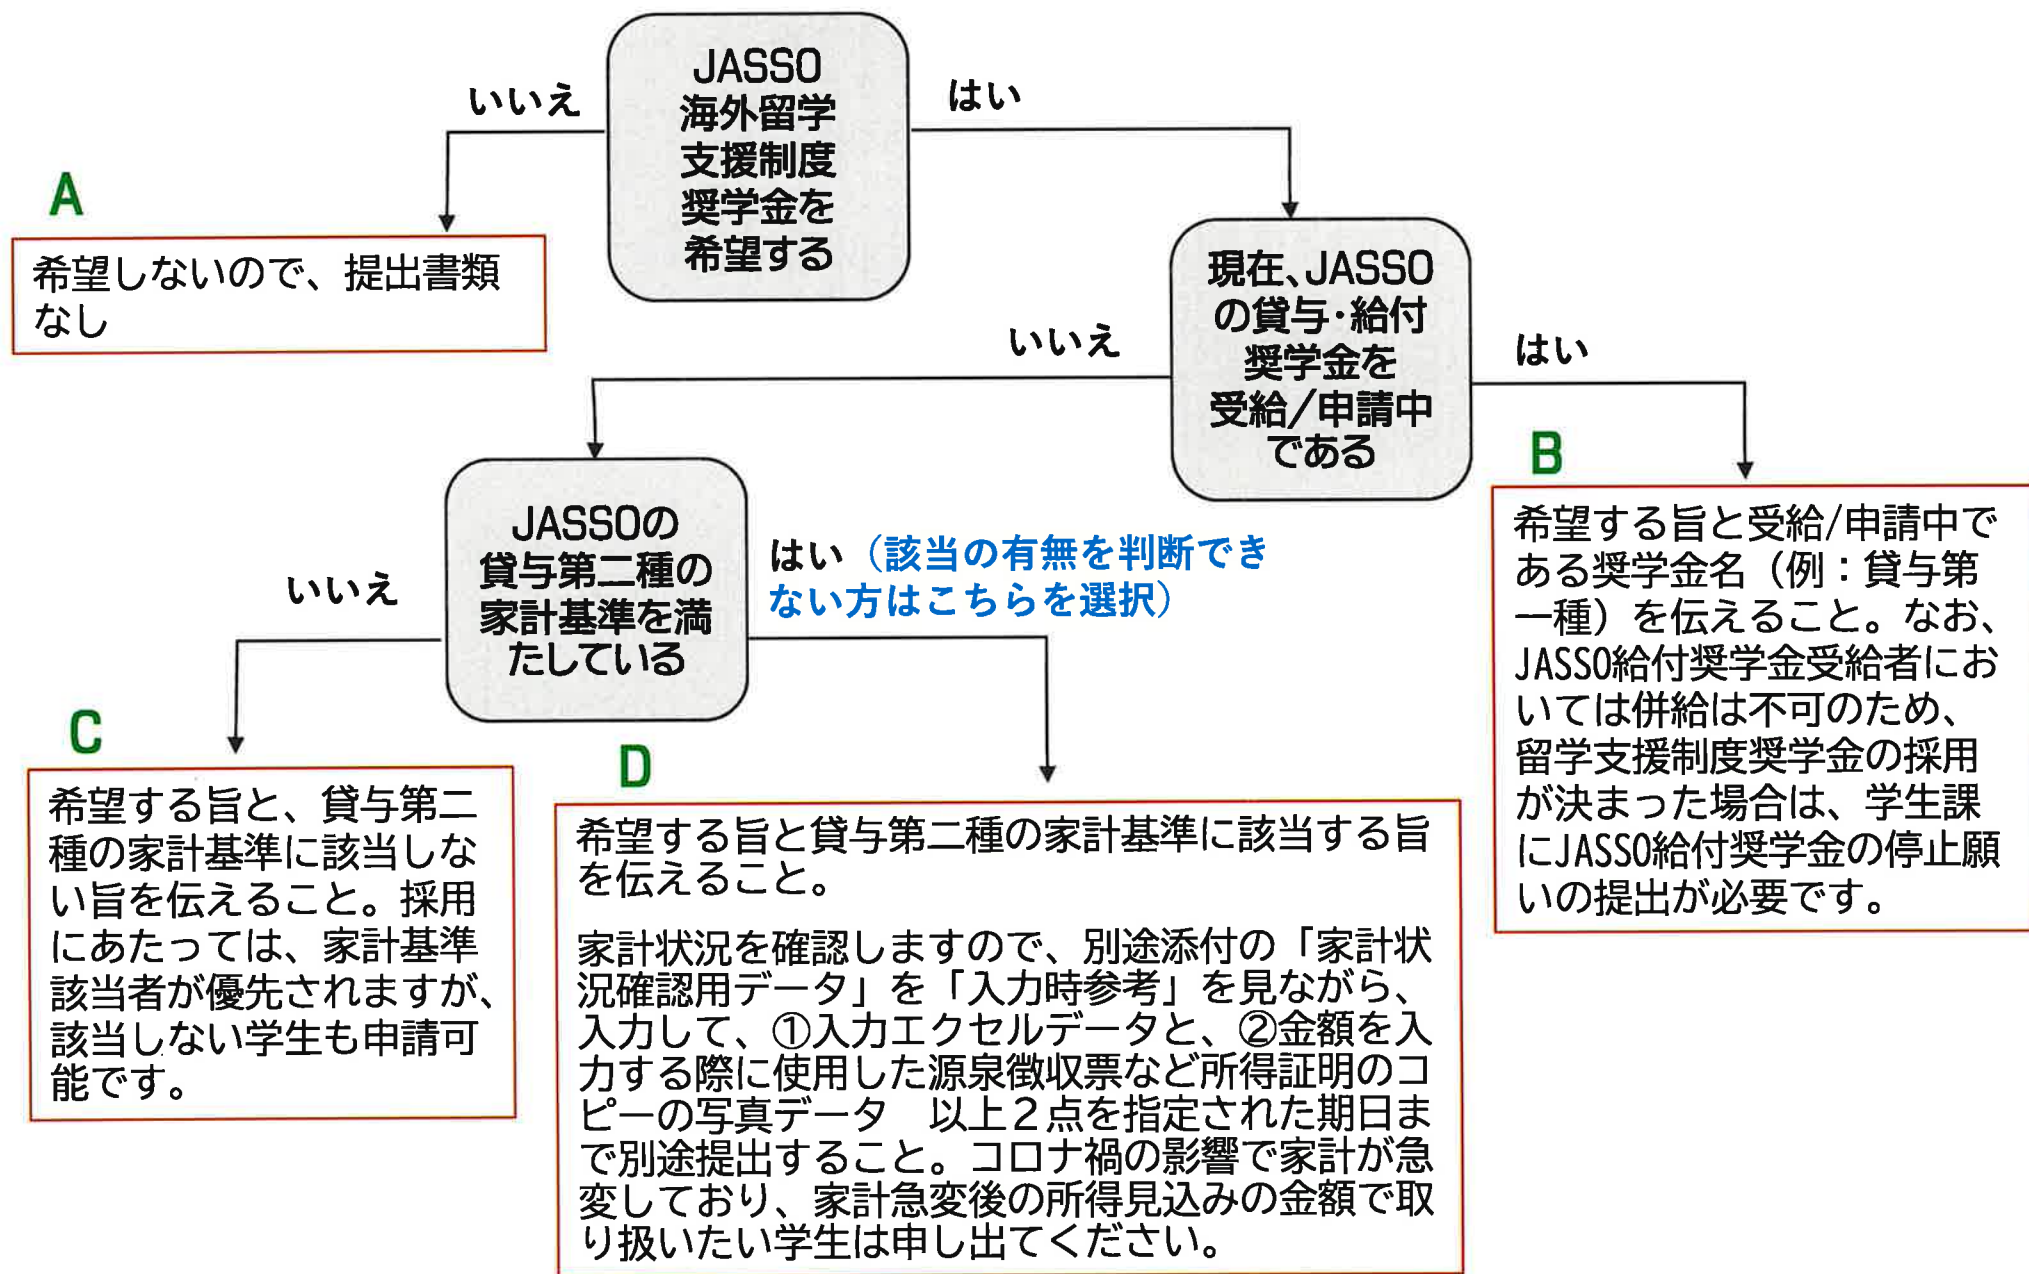 JASSO
海外留学
支援制度
奨学金を
希望する
いいえ
はい
A
希望しないので、提出書類
なし
現在、JASSO
の貸与・給付
奨学金を
受給/申請中
である
いいえ
はい
B
希望する旨と受給/申請中で
ある奨学金名（例：貸与第
一種）を伝えること。なお、
JASSO給付奨学金受給者にお
いては併給は不可のため、
留学支援制度奨学金の採用
が決まった場合は、学生課
にJASSO給付奨学金の停止願
いの提出が必要です。
JASSOの
貸与第二種の
家計基準を満
たしている
いいえ
はい（該当の有無を判断でき
ない方はこちらを選択）
C
希望する旨と、貸与第二
種の家計基準に該当しな
い旨を伝えること。採用
にあたっては、家計基準
該当者が優先されますが、
該当しない学生も申請可
能です。
D
希望する旨と貸与第二種の家計基準に該当する旨
を伝えること。
家計状況を確認しますので、別途添付の「家計状
況確認用データ」を「入力時参考」を見ながら、
入力して、①入力エクセルデータと、②金額を入
力する際に使用した源泉徴収票など所得証明のコ
ピーの写真データ　以上２点を指定された期日ま
で別途提出すること。コロナ禍の影響で家計が急
変しており、家計急変後の所得見込みの金額で取
り扱いたい学生は申し出てください。